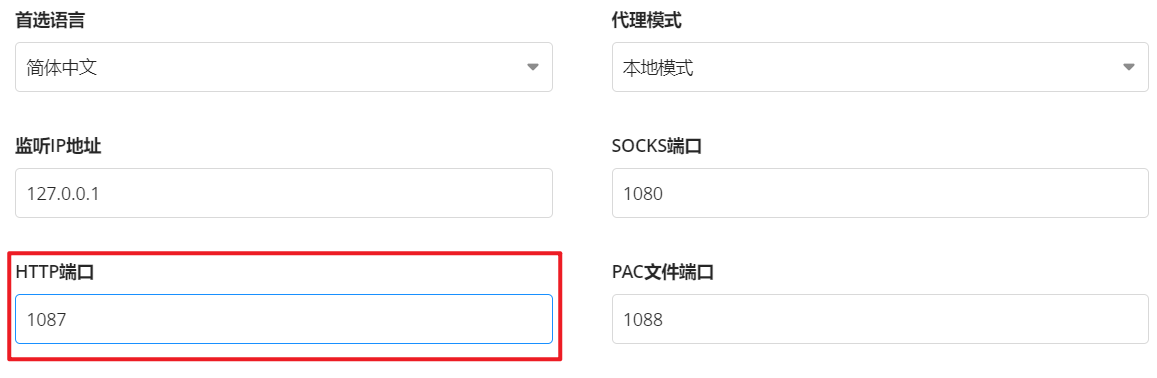 首选语言
代理模式
简体中文
本地模式
监听IP地址
SOCKS端口
127.0.0.1
1080
HTTP端口
PAC文件端口
1087
1088